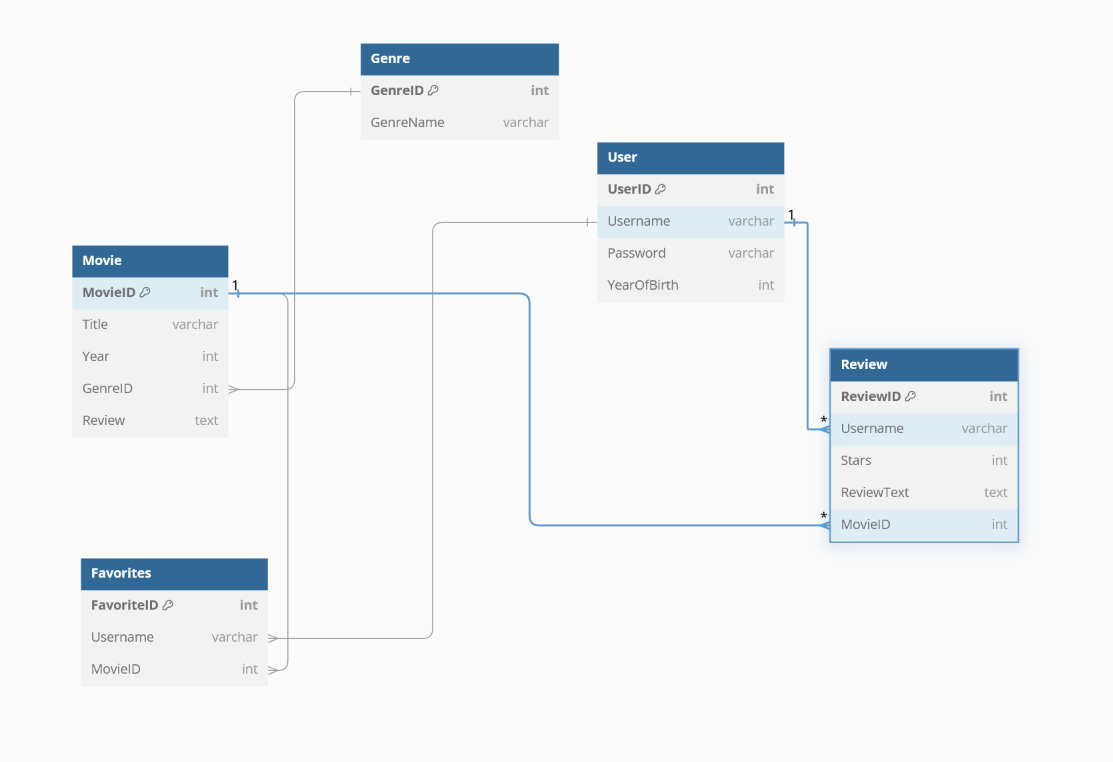 Genre
GenreID int
GenreName varchar
User
UserID int
Username varchar
Password varchar
YearOfBirth int
1
Movie
MovieID int
1
Title varchar
Year int
GenreID int
Review text
Review
ReviewID int
*
Username varchar
Stars int
ReviewText text
*
MovieID int
Favorites
FavoriteID int
Username varchar
MovieID int